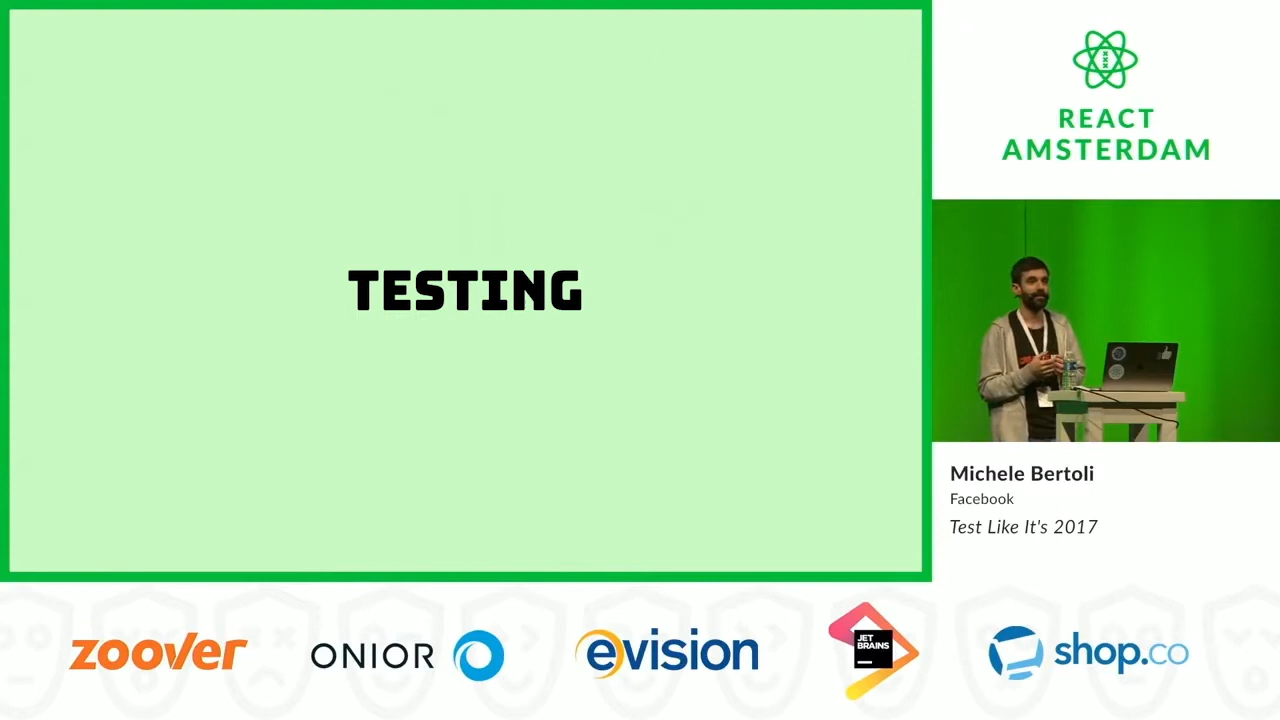 TESTING
REACT
AMSTERDAM
Michele Bertoli
Facebook
Test Like It's 2017
zoover
ONIOR
evision
JET
BRAINS
shop.co